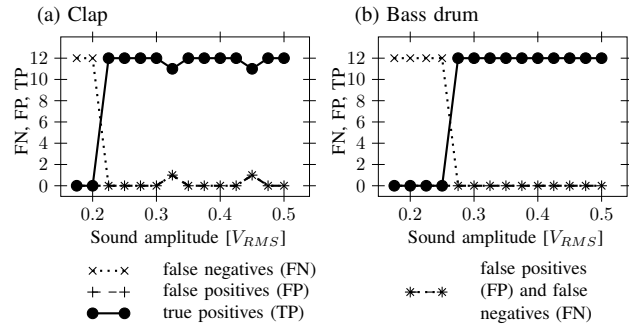 (a) Clap
(b) Bass drum
FN, FP, TP
12
10
8
6
4
2
0
0.2 0.3 0.4 0.5
Sound amplitude [V_RMS]
FN, FP, TP
12
10
8
6
4
2
0
0.2 0.3 0.4 0.5
Sound amplitude [V_RMS]
false negatives (FN)
false positives (FP)
true positives (TP)
false positives
(FP) and false
negatives (FN)